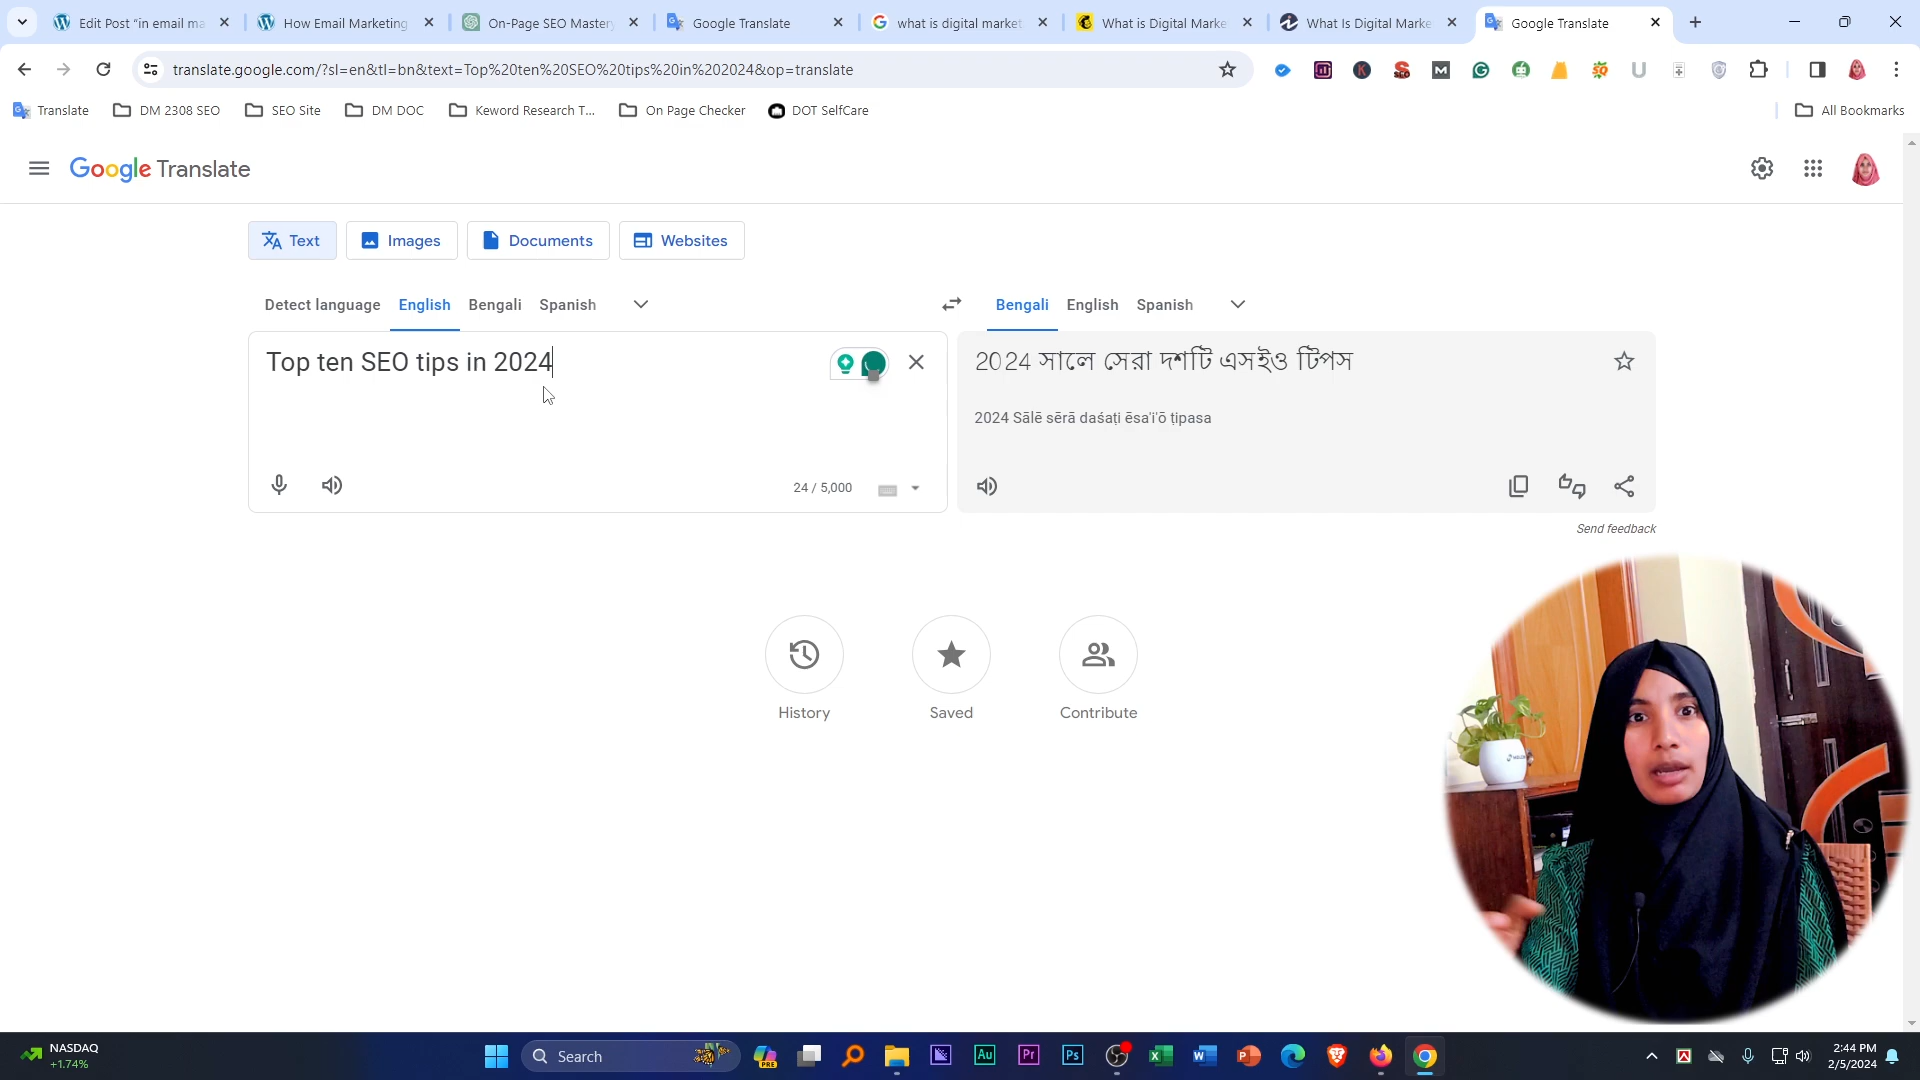 Edit Post “in email ma
How Email Marketing
On-Page SEO Mastery
Google Translate
what is digital market
What is Digital Marke
What Is Digital Marke
Google Translate
translate.google.com/?sl=en&tl=bn&text=Top%20ten%20SEO%20tips%20in%202024&op=translate
Translate
DM 2308 SEO
SEO Site
DM DOC
Keword Research T...
On Page Checker
DOT SelfCare
All Bookmarks
Google Translate
Text
Images
Documents
Websites
Detect language
English
Bengali
Spanish
Bengali
English
Spanish
Top ten SEO tips in 2024
2024 সালে সেরা দশটি এসইও টিপস
2024 Sālē sērā daśaṭi ēsa'i'ō ṭipasa
24 / 5,000
Send feedback
History
Saved
Contribute
NASDAQ
+1.74%
Search
PRE
Au
Pr
Ps
2:44 PM
2/5/2024